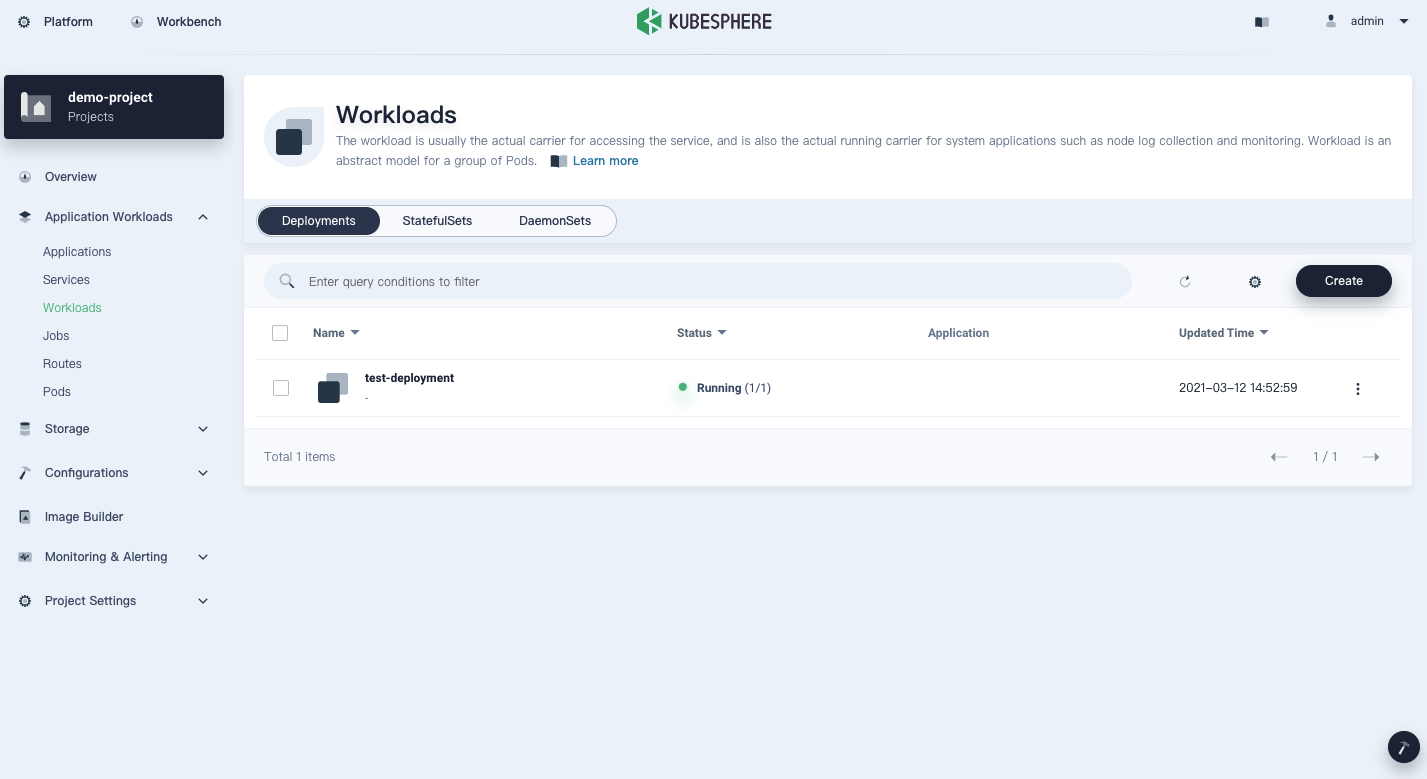 Platform
Workbench
KUBESPHERE
admin
demo-project
Projects
Overview
Application Workloads
Applications
Services
Workloads
Jobs
Routes
Pods
Storage
Configurations
Image Builder
Monitoring & Alerting
Project Settings
Workloads
The workload is usually the actual carrier for accessing the service, and is also the actual running carrier for system applications such as node log collection and monitoring. Workload is an
abstract model for a group of Pods. Learn more
Deployments StatefulSets DaemonSets
Enter query conditions to filter
Create
Name Status Application Updated Time
test-deployment
-
Running (1/1)
2021-03-12 14:52:59
Total 1 items
1 / 1